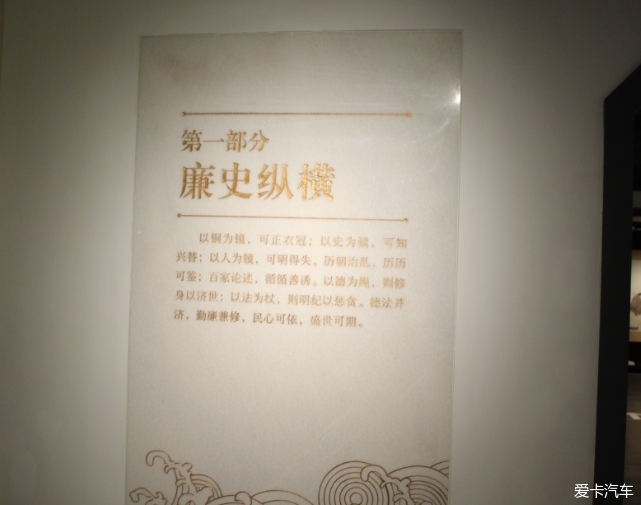 第一部分
廉史纵横
以铜为镜，可正衣冠；以史为镜，可知
兴替；以人为镜，可明得失。历朝治乱，历历
可鉴；百家论述，循循善诱。以德为绳，则修
身以济世；以法为杖，则明纪以惩贪。德法并
济，勤廉兼修，民心可依，盛世可期。
爱卡汽车